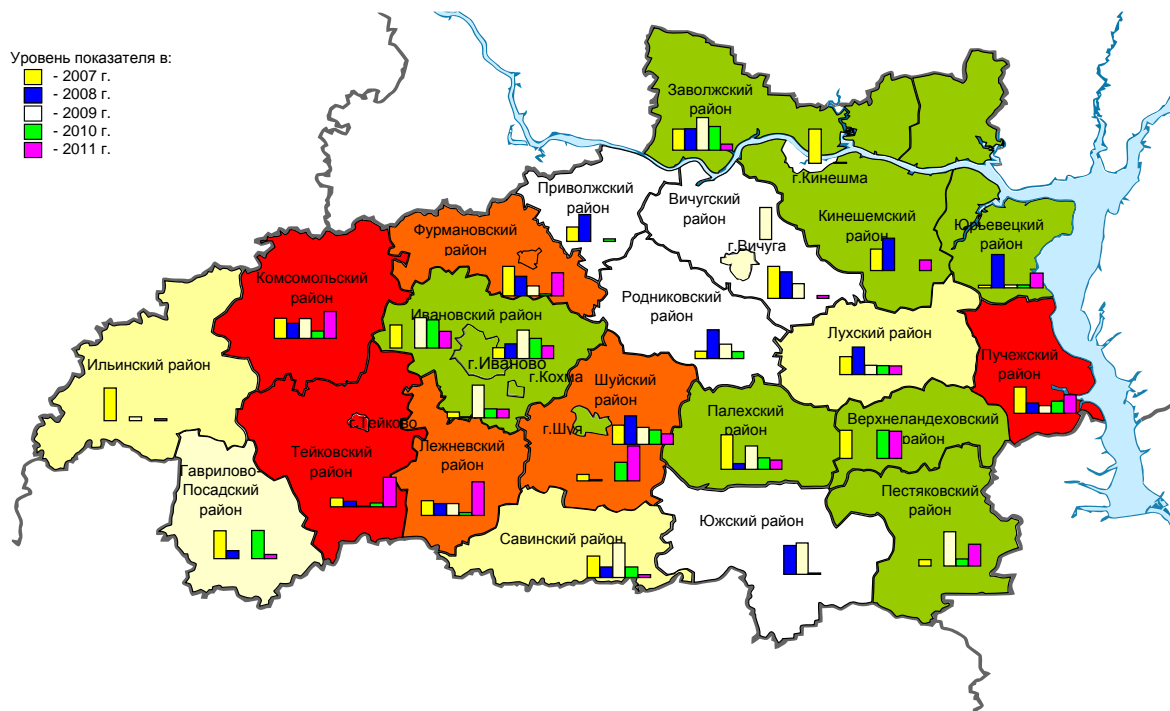 Уровень показателя в:
- 2007 г.
- 2008 г.
- 2009 г.
- 2010 г.
- 2011 г.
Заволжский
район
г.Кинешма
Приволжский
район
Вичугский
район
Кинешемский
район
Юрьевецкий
район
Фурмановский
район
г.Вичуга
Комсомольский
район
Родниковский
район
Ивановский район
Лухский район
Пучежский
район
Ильинский район
г.Иваново
г.Кохма
Шуйский
район
Палехский
район
Верхнеландеховский
район
г.Тейково
г.Шуя
Тейковский
район
Лежневский
район
Гаврилово-
Посадский
район
Пестяковский
район
Южский район
Савинский район